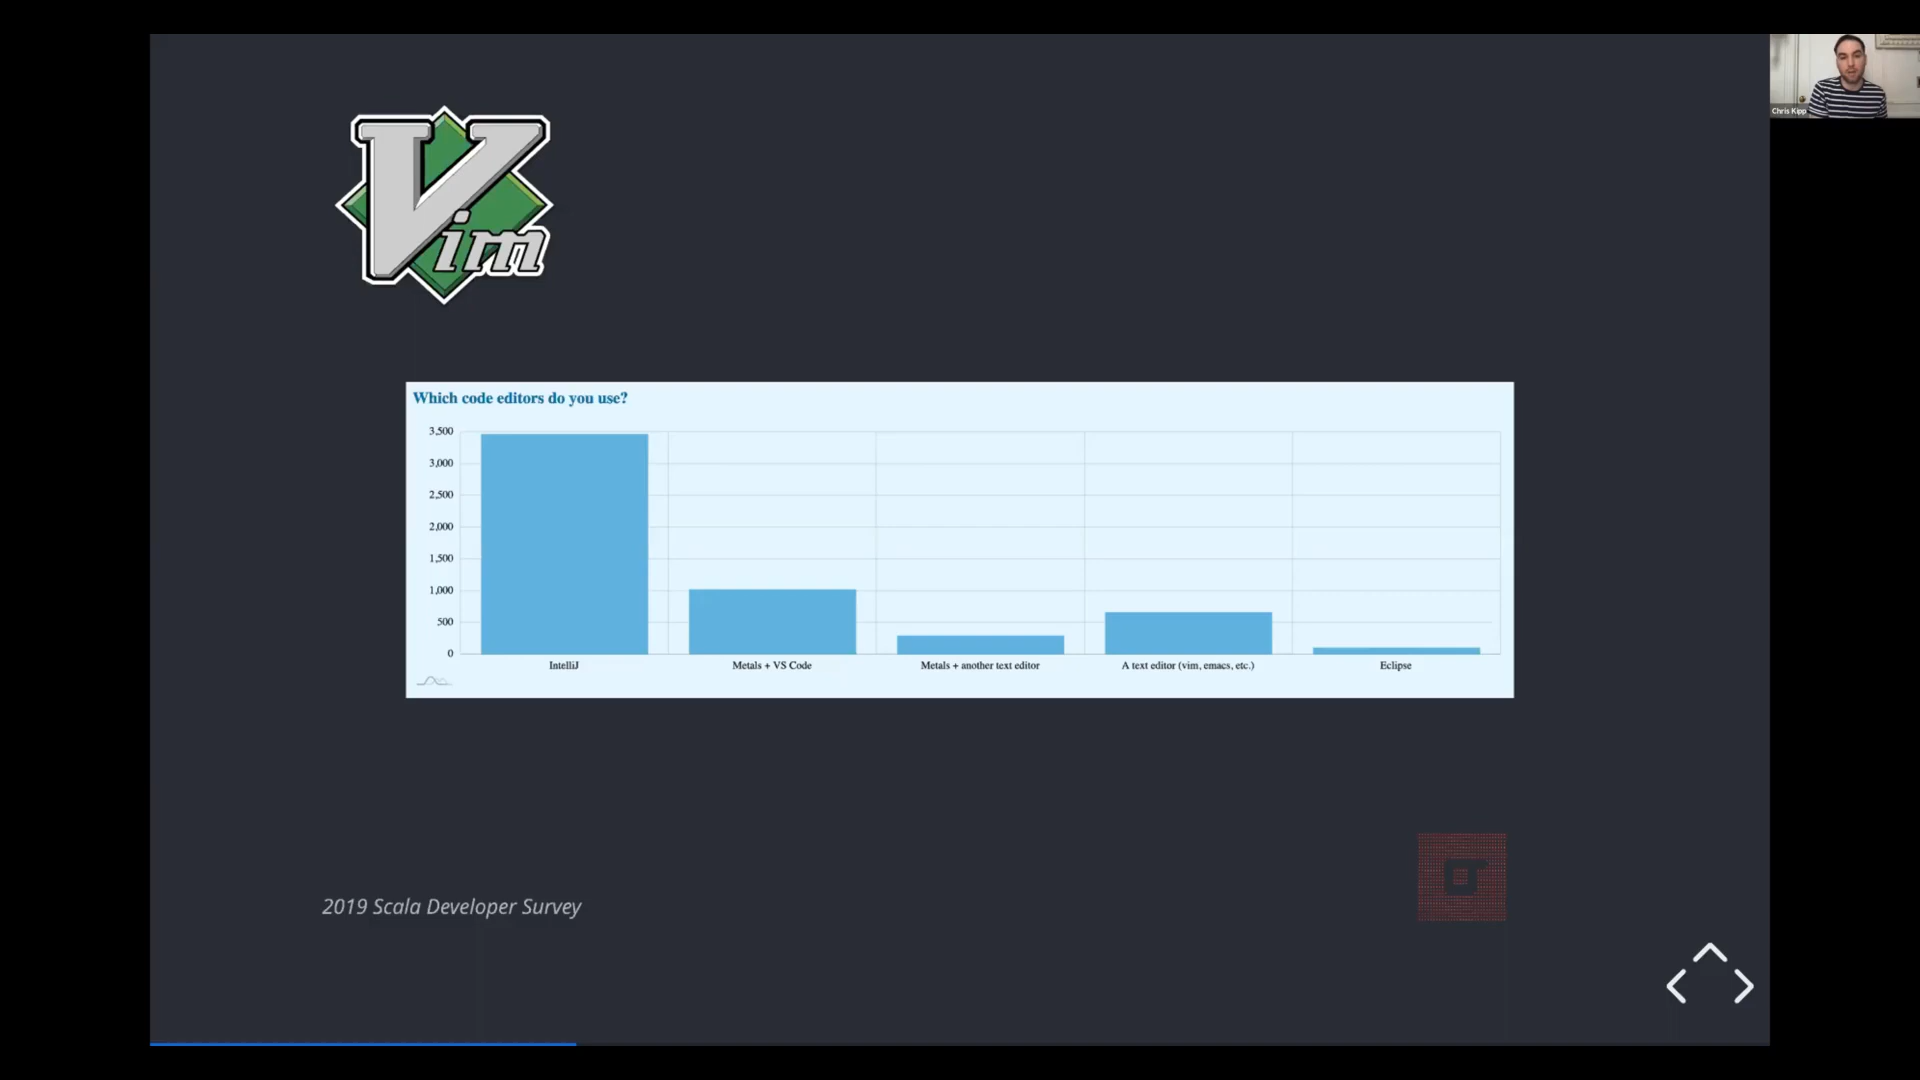 Chris Kipp
Vim
Which code editors do you use?
3,500
3,000
2,500
2,000
1,500
1,000
500
0
IntelliJ
Metals + VS Code
Metals + another text editor
A text editor (vim, emacs, etc.)
Eclipse
2019 Scala Developer Survey